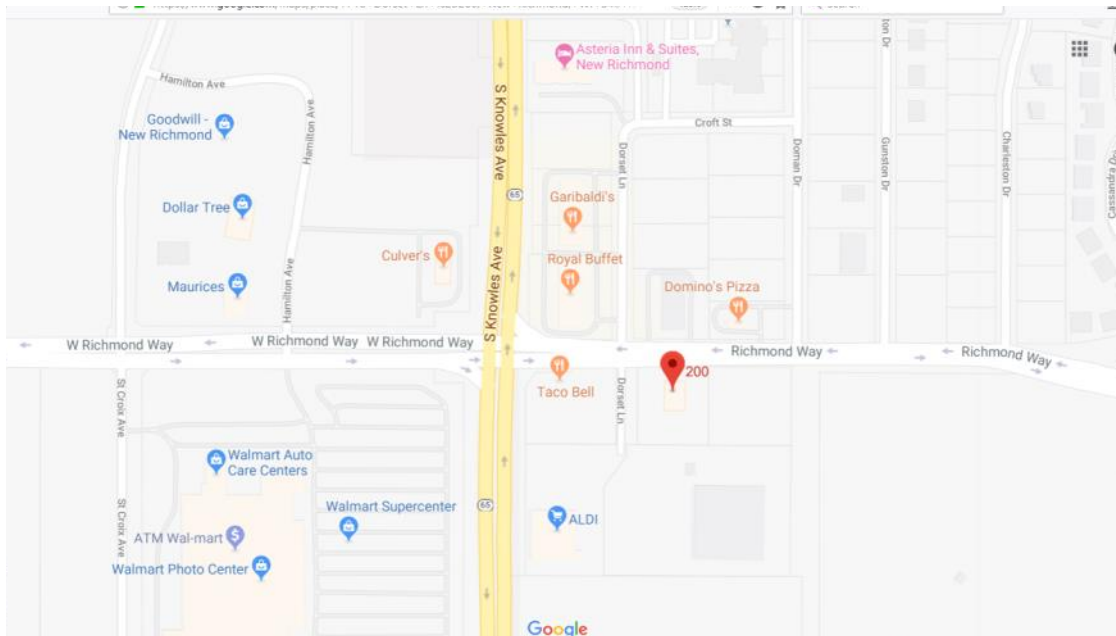 Asteria Inn & Suites,
New Richmond
Hamilton Ave
S Knowles Ave
Goodwill -
New Richmond
Hamilton Ave
Croft St
Dorset Ln
Doman Dr
Gunston Dr
Charleston Dr
65
Garibaldi's
Dollar Tree
Culver's
Royal Buffet
S Knowles Ave
Maurices
Hamilton Ave
Domino's Pizza
W Richmond Way
W Richmond Way
W Richmond Way
Richmond Way
Richmond Way
Taco Bell
200
St Croix Ave
Dorset Ln
Walmart Auto
Care Centers
Walmart Supercenter
65
St Croix Ave
ALDI
ATM Wal-mart
Walmart Photo Center
Google